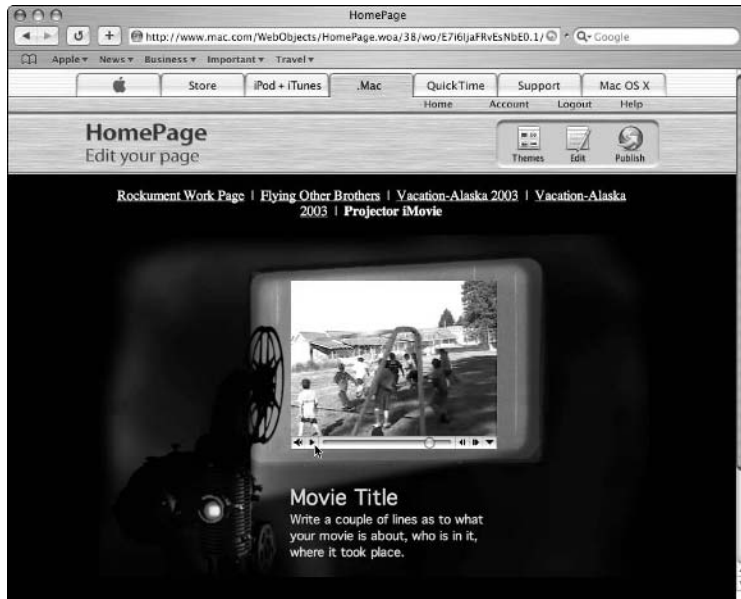 HomePage
http://www.mac.com/WebObjects/HomePage.woa/38/wo/E7i6IjaFRvEsNbE0.1/
Google
Apple News Business Important Travel
Store iPod + iTunes .Mac QuickTime Support Mac OS X
Home Account Logout Help
HomePage
Edit your page
Themes Edit Publish
Rockument Work Page | Flying Other Brothers | Vacation-Alaska 2003 | Vacation-Alaska
2003 | Projector iMovie
Movie Title
Write a couple of lines as to what
your movie is about, who is in it,
where it took place.